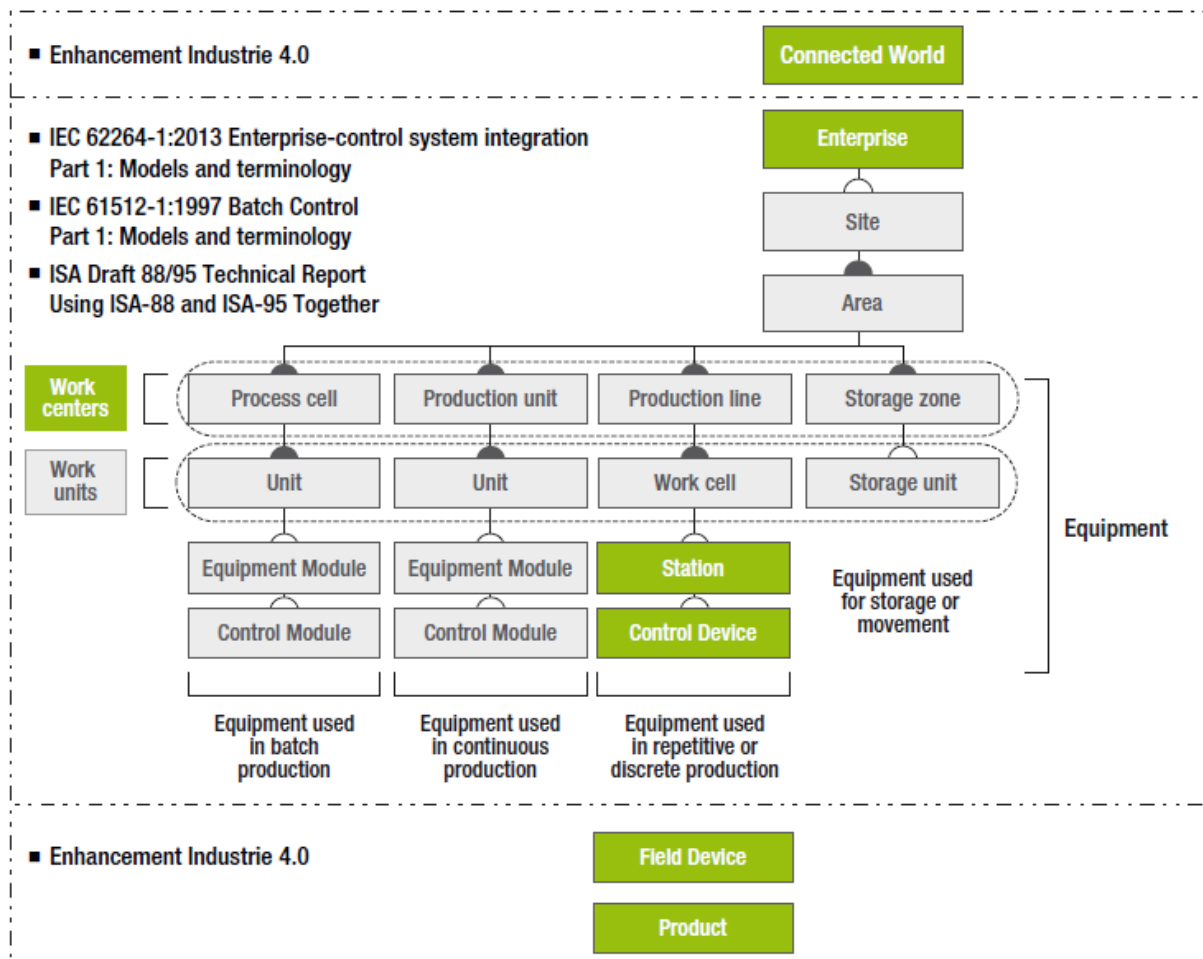 ■ Enhancement Industrie 4.0
Connected World
■ IEC 62264-1:2013 Enterprise-control system integration
Part 1: Models and terminology
■ IEC 61512-1:1997 Batch Control
Part 1: Models and terminology
■ ISA Draft 88/95 Technical Report
Using ISA-88 and ISA-95 Together
Enterprise
Site
Area
Work
centers
Process cell
Production unit
Production line
Storage zone
Work
units
Unit
Unit
Work cell
Storage unit
Equipment
Equipment Module
Equipment Module
Station
Equipment used
for storage or
movement
Control Module
Control Module
Control Device
Equipment used
in batch
production
Equipment used
in continuous
production
Equipment used
in repetitive or
discrete production
■ Enhancement Industrie 4.0
Field Device
Product